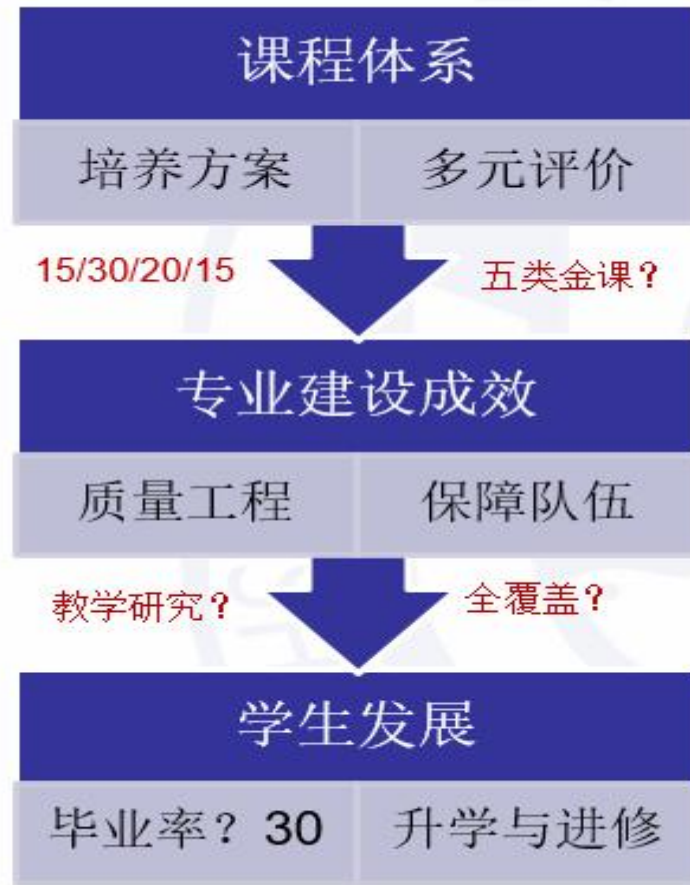 课程体系
培养方案 多元评价
15/30/20/15 五类金课?
专业建设成效
质量工程 保障队伍
教学研究? 全覆盖?
学生发展
毕业率? 30 升学与进修